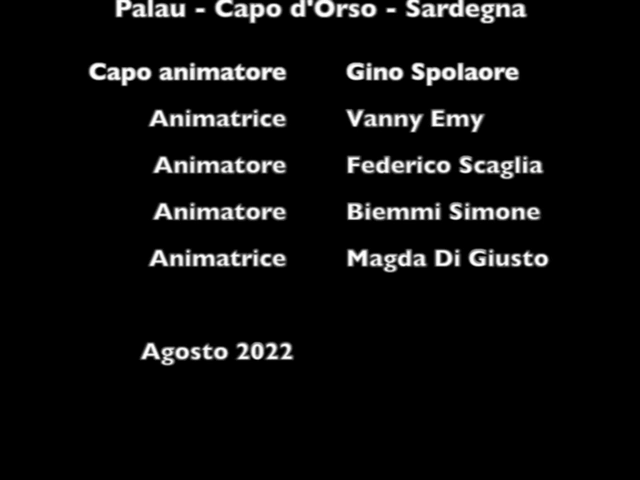 Palau - Capo d'Orso - Sardegna
Capo animatore Gino Spolaore
Animatrice Vanny Emy
Animatore Federico Scaglia
Animatore Biemmi Simone
Animatrice Magda Di Giusto
Agosto 2022